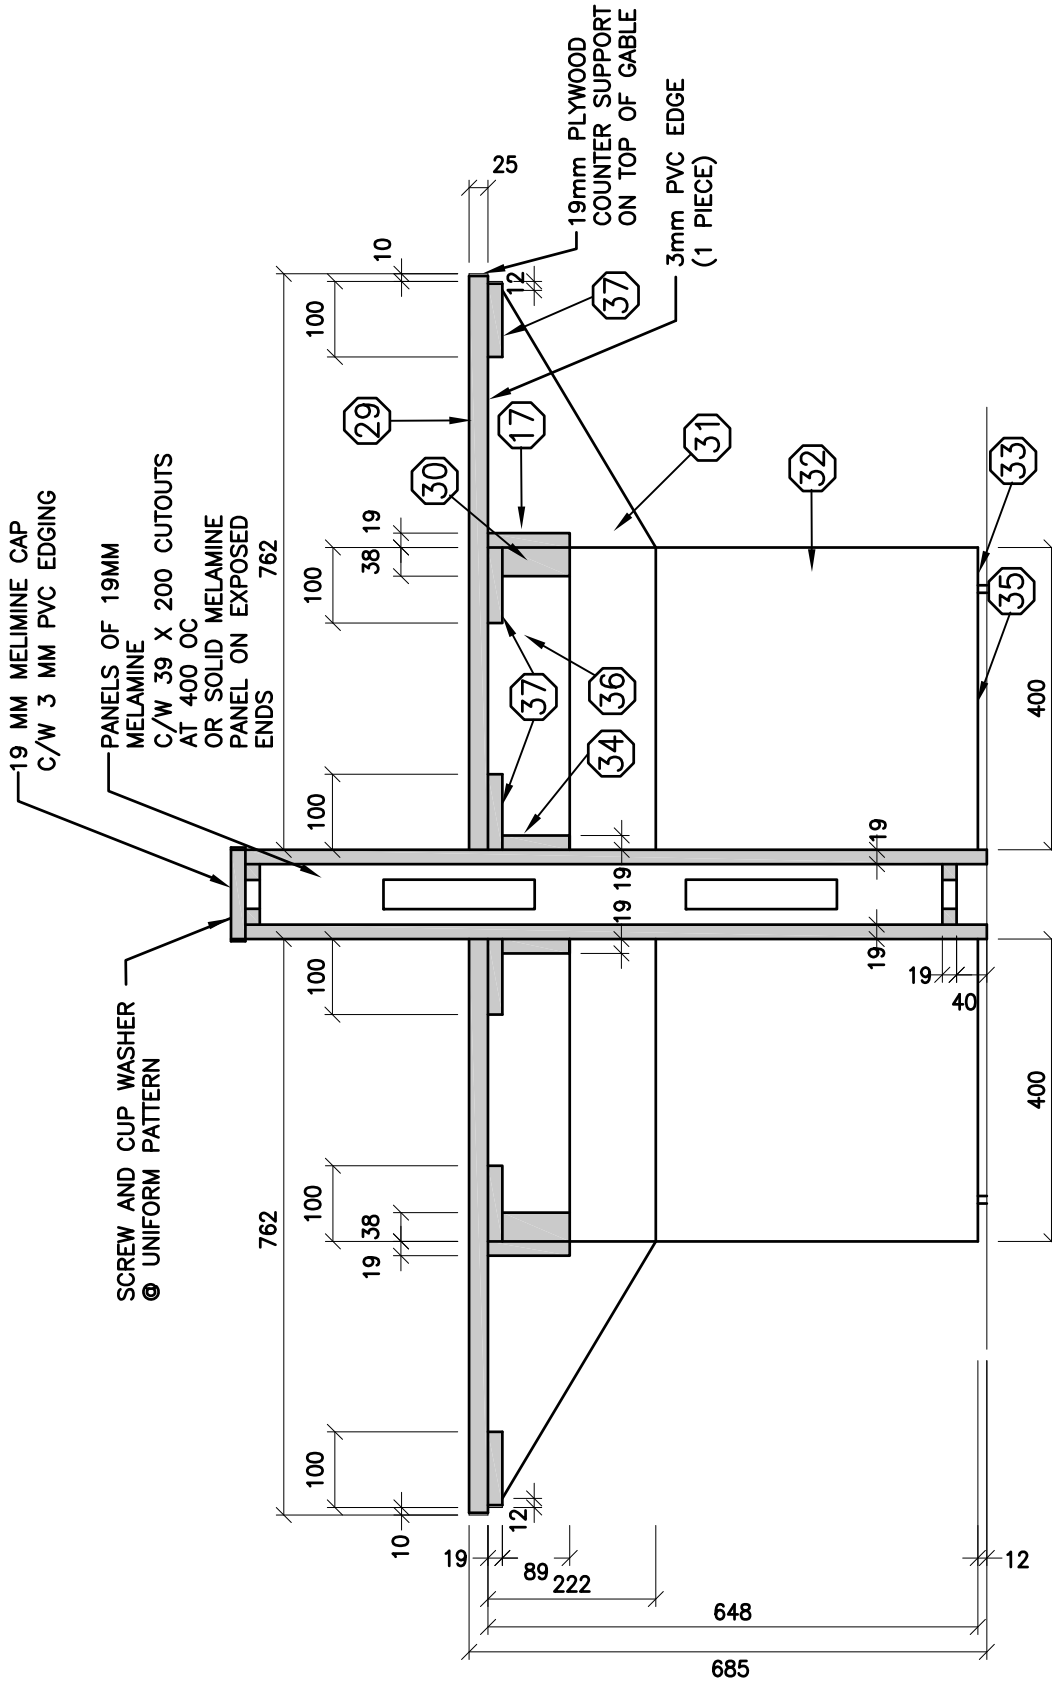 19 MM MELIMINE CAP
C/W 3 MM PVC EDGING
PANELS OF 19MM
MELAMINE
C/W 39 X 200 CUTOUTS
AT 400 OC
OR SOLID MELAMINE
PANEL ON EXPOSED
ENDS
SCREW AND CUP WASHER
@ UNIFORM PATTERN
19mm PLYWOOD
COUNTER SUPPORT
ON TOP OF GABLE
3mm PVC EDGE
(1 PIECE)
762
762
10
100
100
100
100
100
100
10
25
12
12
19
38
38
19
29
17
30
31
32
33
35
37
37
36
34
19
19
19
19
19
40
400
400
19
89
222
648
685
12